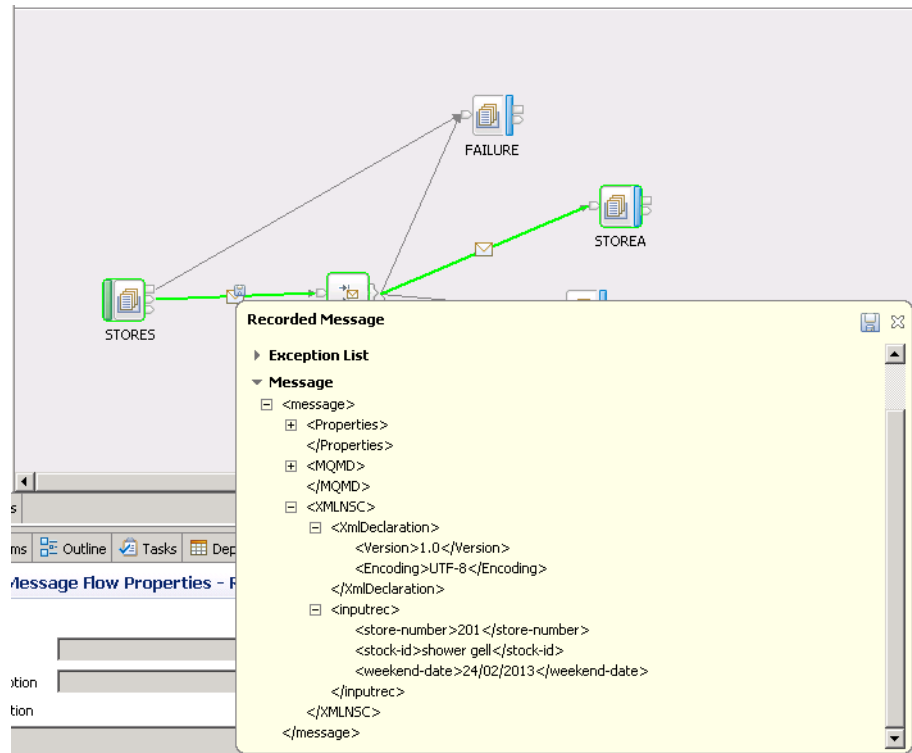 FAILURE
STOREA
STORES
Recorded Message
Exception List
Message
<message>
<Properties>
</Properties>
<MQMD>
</MQMD>
<XMLNSC>
<XmlDeclaration>
<Version>1.0</Version>
<Encoding>UTF-8</Encoding>
</XmlDeclaration>
<inputrec>
<store-number>201</store-number>
<stock-id>shower gell</stock-id>
<weekend-date>24/02/2013</weekend-date>
</inputrec>
</XMLNSC>
</message>
s
ms Outline Tasks Dep
Message Flow Properties - R
ption
tion